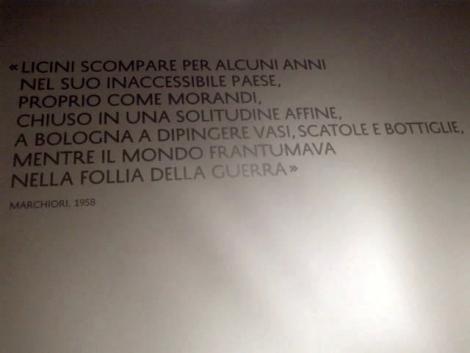 « LICINI SCOMPARE PER ALCUNI ANNI
NEL SUO INACCESSIBILE PAESE,
PROPRIO COME MORANDI,
CHIUSO IN UNA SOLITUDINE AFFINE,
A BOLOGNA A DIPINGERE VASI, SCATOLE E BOTTIGLIE,
MENTRE IL MONDO FRANTUMAVA
NELLA FOLLIA DELLA GUERRA »
MARCHIORI, 1958